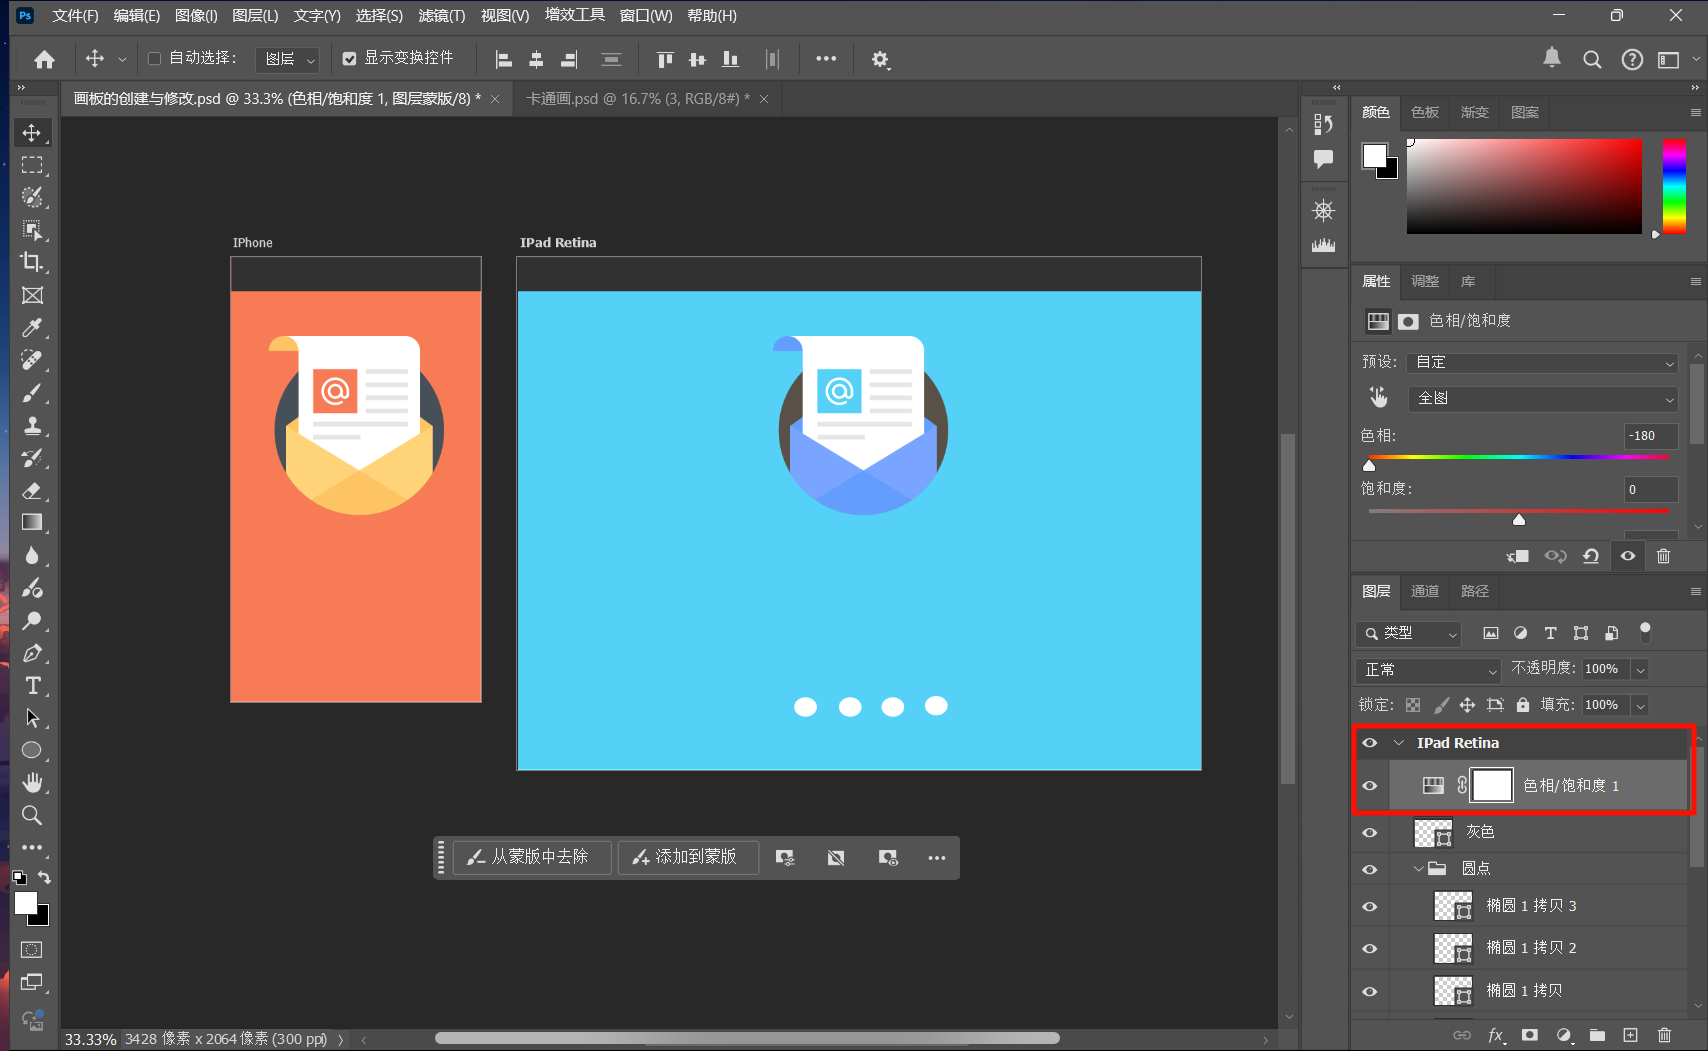 Ps 文件(F) 编辑(E) 图像(I) 图层(L) 文字(Y) 选择(S) 滤镜(T) 视图(V) 增效工具 窗口(W) 帮助(H)
自动选择： 图层 显示变换控件
画板的创建与修改.psd @ 33.3% (色相/饱和度 1, 图层蒙版/8) * 卡通画.psd @ 16.7% (3, RGB/8#) *
颜色 色板 渐变 图案
IPhone
IPad Retina
@
@
从蒙版中去除 添加到蒙版
33.33% 3428 像素 x 2064 像素 (300 ppi)
属性 调整 库
色相/饱和度
预设: 自定
全图
色相: -180
饱和度: 0
图层 通道 路径
类型
正常 不透明度: 100%
锁定: 填充: 100%
IPad Retina
色相/饱和度 1
灰色
圆点
椭圆 1 拷贝 3
椭圆 1 拷贝 2
椭圆 1 拷贝
fx